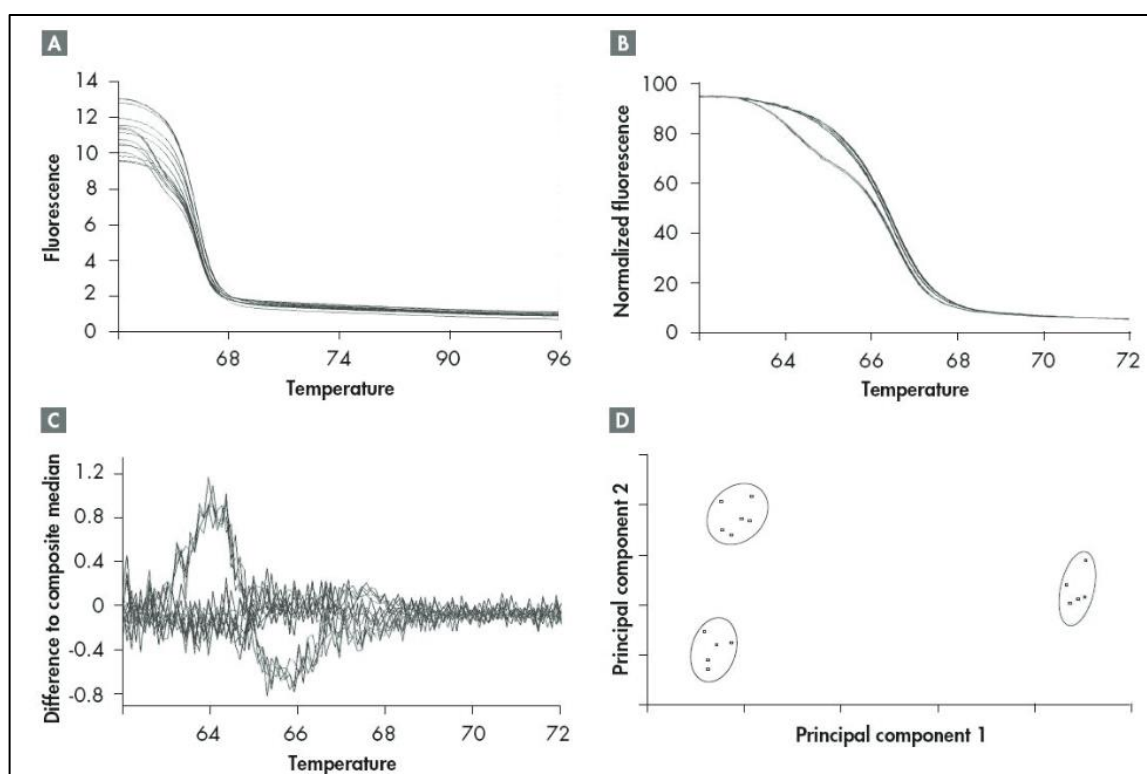 A
14
12
10
8
6
4
2
0
Fluorescence
68 74 90 96
Temperature
B
100
80
60
40
20
0
Normalized fluorescence
64 66 68 70 72
Temperature
C
1.2
0.8
0.4
0
-0.4
-0.8
Difference to composite median
64 66 68 70 72
Temperature
D
Principal component 2
Principal component 1